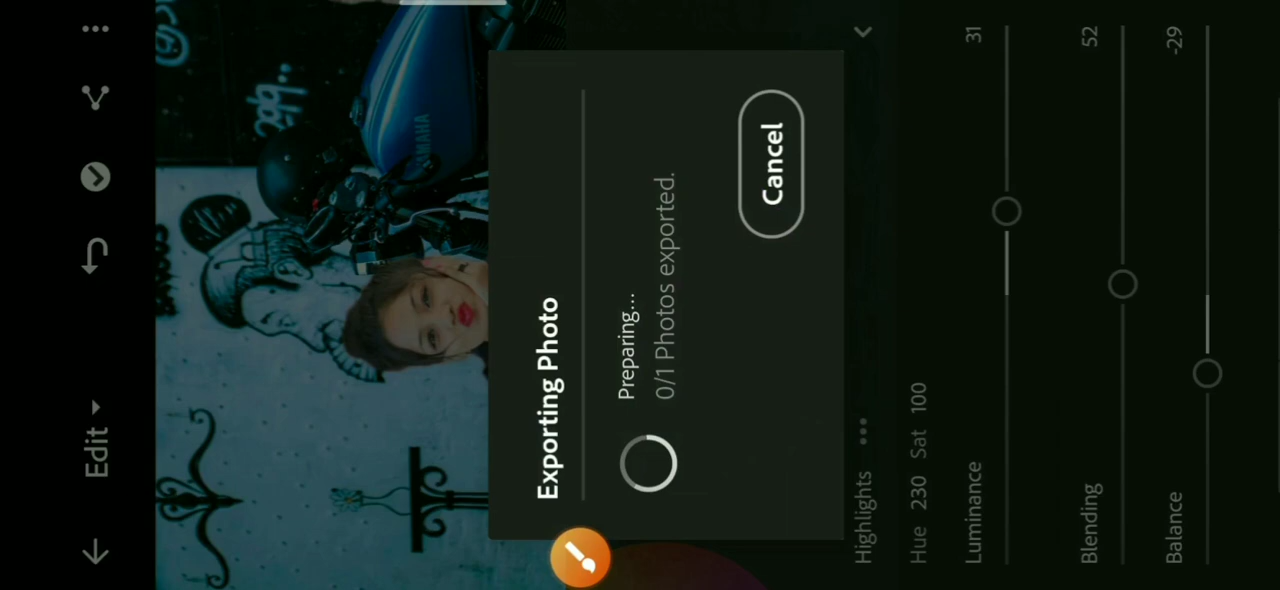 Edit
YAMAHA
Exporting Photo
Preparing...
0/1 Photos exported.
Cancel
Highlights
Hue 230 Sat 100
Luminance 31
Blending 52
Balance -29